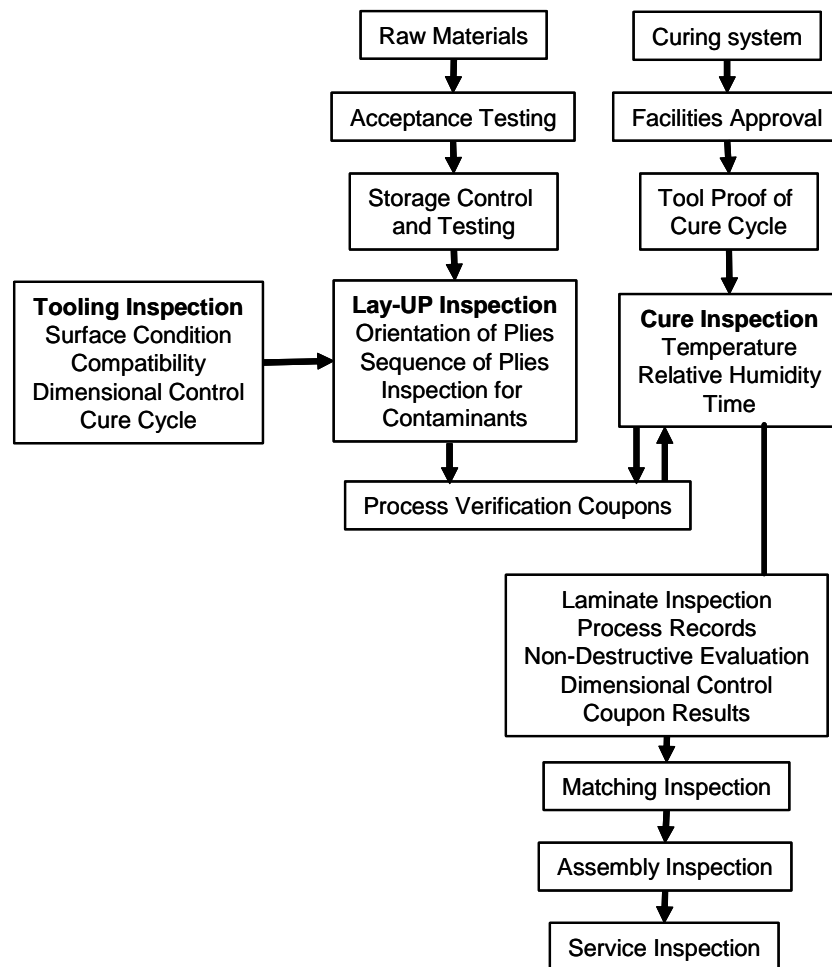 Raw Materials
Curing system
Acceptance Testing
Facilities Approval
Storage Control
and Testing
Tool Proof of
Cure Cycle
Tooling Inspection
Surface Condition
Compatibility
Dimensional Control
Cure Cycle
Lay-UP Inspection
Orientation of Plies
Sequence of Plies
Inspection for
Contaminants
Cure Inspection
Temperature
Relative Humidity
Time
Process Verification Coupons
Laminate Inspection
Process Records
Non-Destructive Evaluation
Dimensional Control
Coupon Results
Matching Inspection
Assembly Inspection
Service Inspection